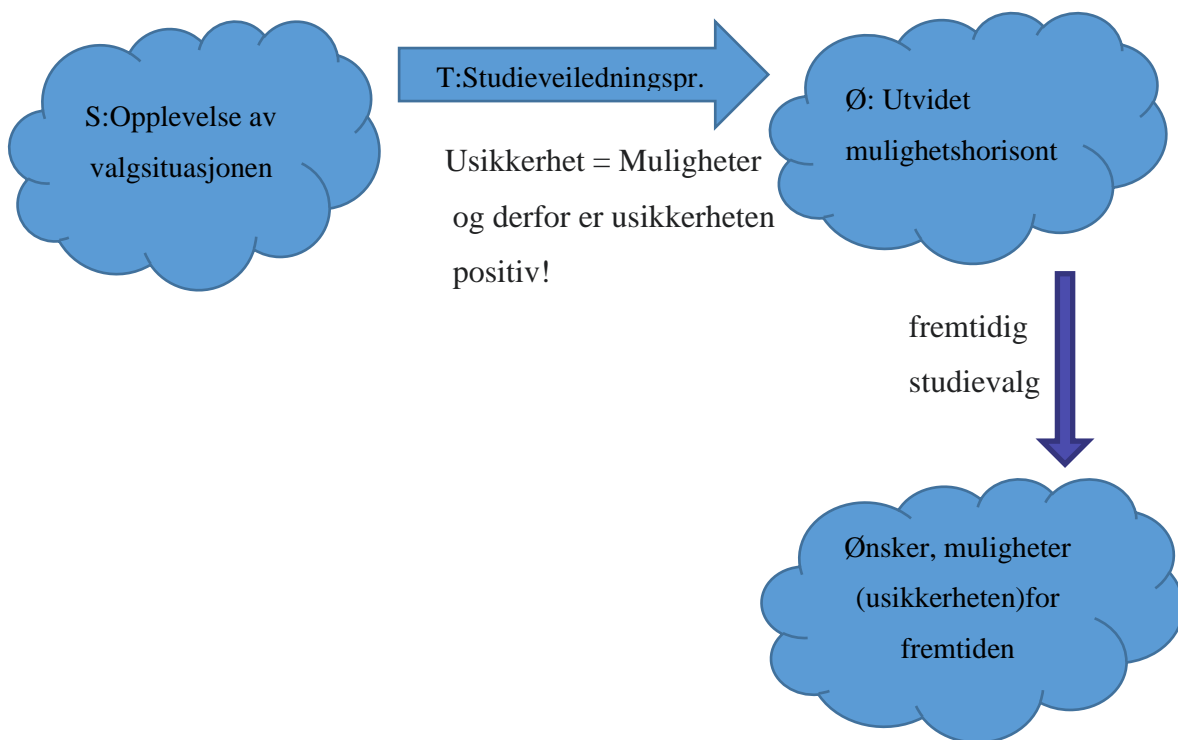 S:Opplevelse av
valgsituasjonen
T:Studieveiledningspr.
Usikkerhet = Muligheter
og derfor er usikkerheten
positiv!
Ø: Utvidet
mulighetshorisont
fremtidig
studievalg
Ønsker, muligheter
(usikkerheten)for
fremtiden